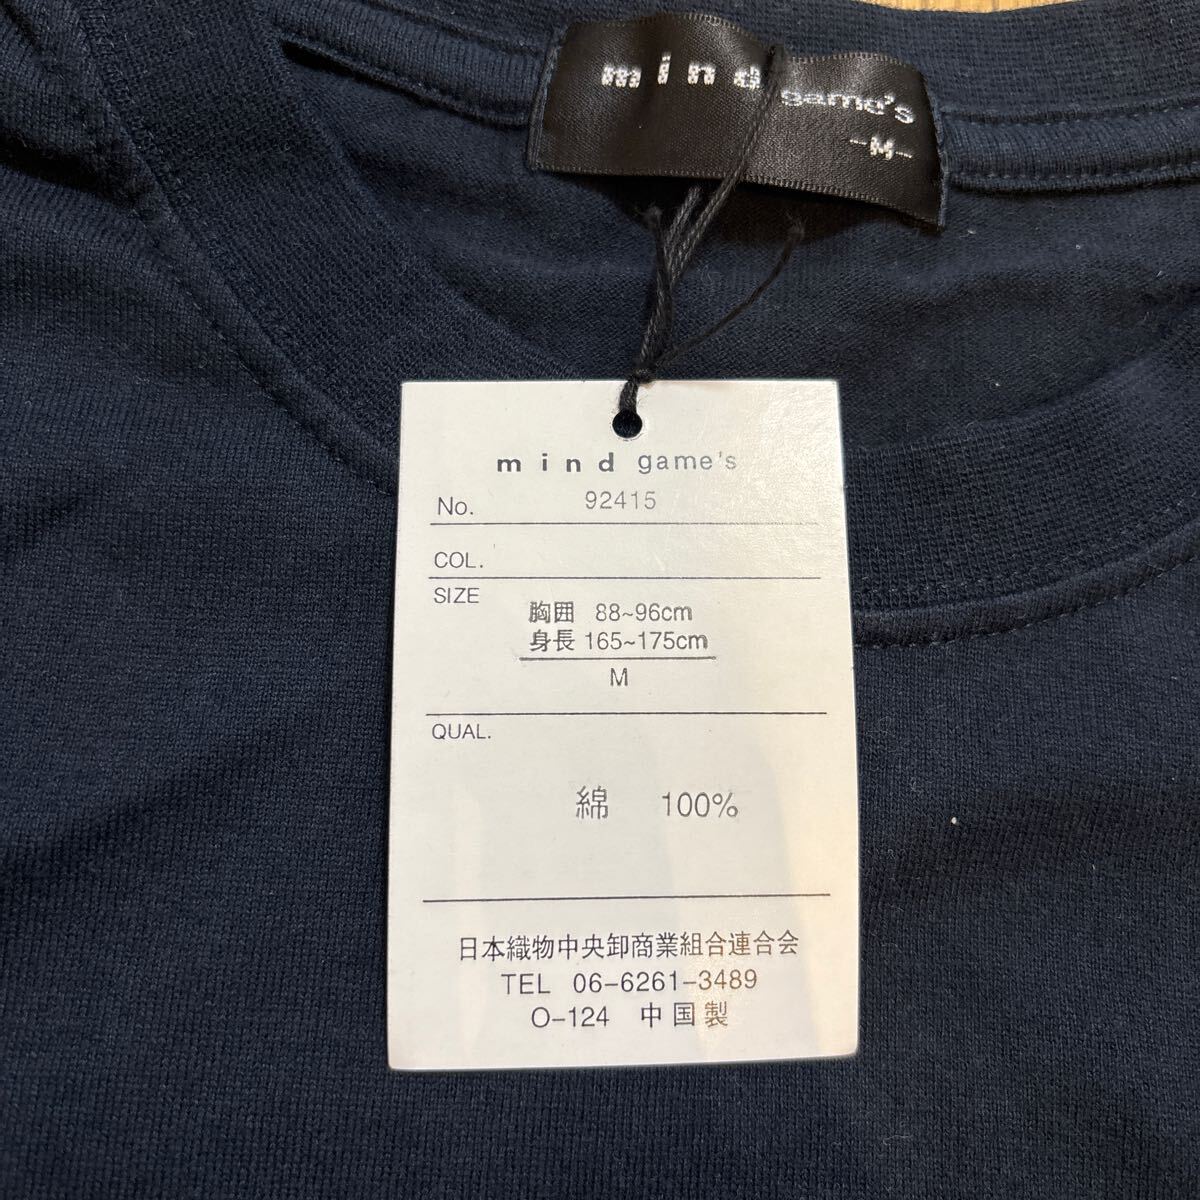 mind game's
-M-
mind game's
No. 92415
COL.
SIZE
胸囲 88~96cm
身長 165~175cm
M
QUAL.
綿 100%
日本織物中央卸商業組合連合会
TEL 06-6261-3489
O-124 中国製